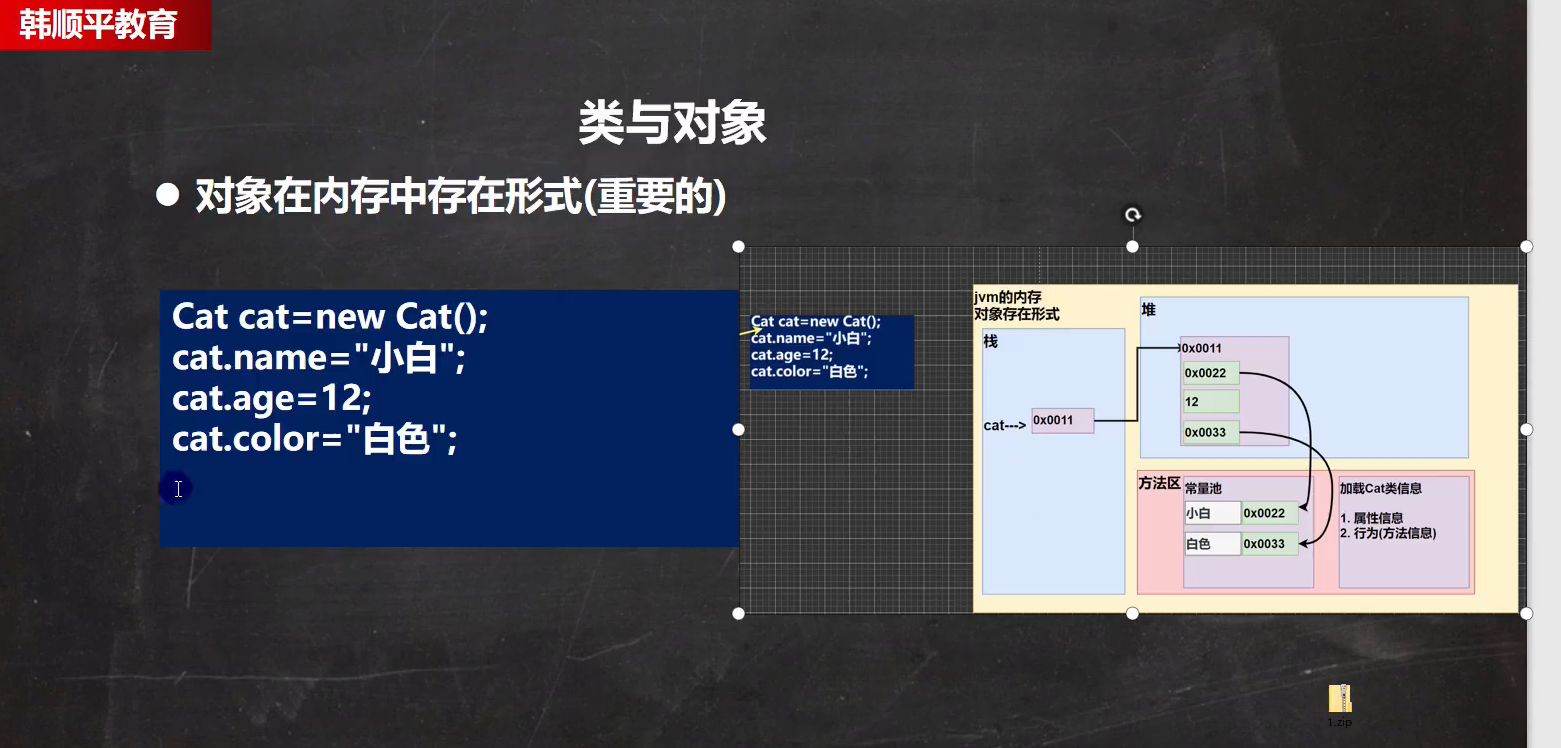 韩顺平教育
类与对象
对象在内存中存在形式(重要的)
Cat cat=new Cat();
cat.name="小白";
cat.age=12;
cat.color="白色";
Cat cat=new Cat();
cat.name="小白";
cat.age=12;
cat.color="白色";
jvm的内存
对象存在形式
栈
cat--->
0x0011
堆
0x0011
0x0022
12
0x0033
方法区
常量池
小白 0x0022
白色 0x0033
加载Cat类信息
1. 属性信息
2. 行为(方法信息)
1.zip